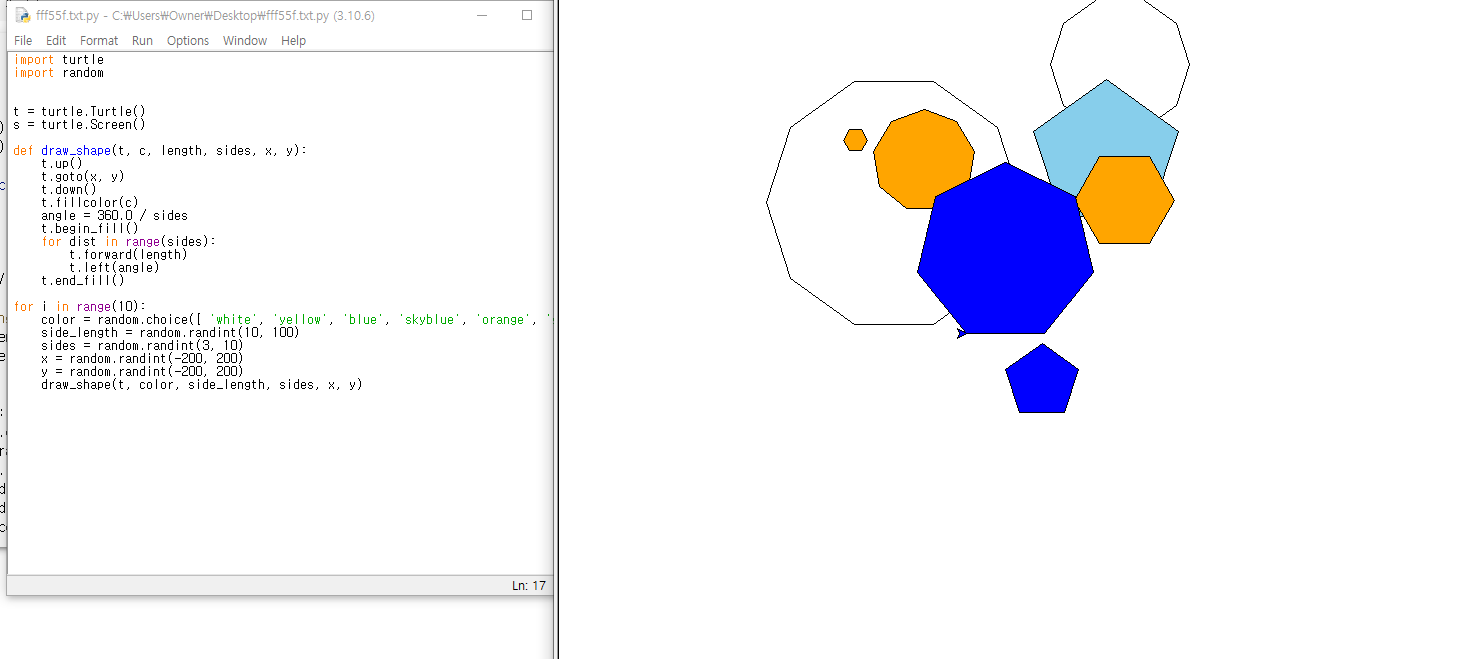 fff55f.txt.py - C:₩Users₩Owner₩Desktop₩fff55f.txt.py (3.10.6)
File Edit Format Run Options Window Help
import turtle
import random
t = turtle.Turtle()
s = turtle.Screen()
def draw_shape(t, c, length, sides, x, y):
    t.up()
    t.goto(x, y)
    t.down()
    t.fillcolor(c)
    angle = 360.0 / sides
    t.begin_fill()
    for dist in range(sides):
        t.forward(length)
        t.left(angle)
    t.end_fill()
for i in range(10):
    color = random.choice([ 'white', 'yellow', 'blue', 'skyblue', 'orange', '
    side_length = random.randint(10, 100)
    sides = random.randint(3, 10)
    x = random.randint(-200, 200)
    y = random.randint(-200, 200)
    draw_shape(t, color, side_length, sides, x, y)
Ln: 17